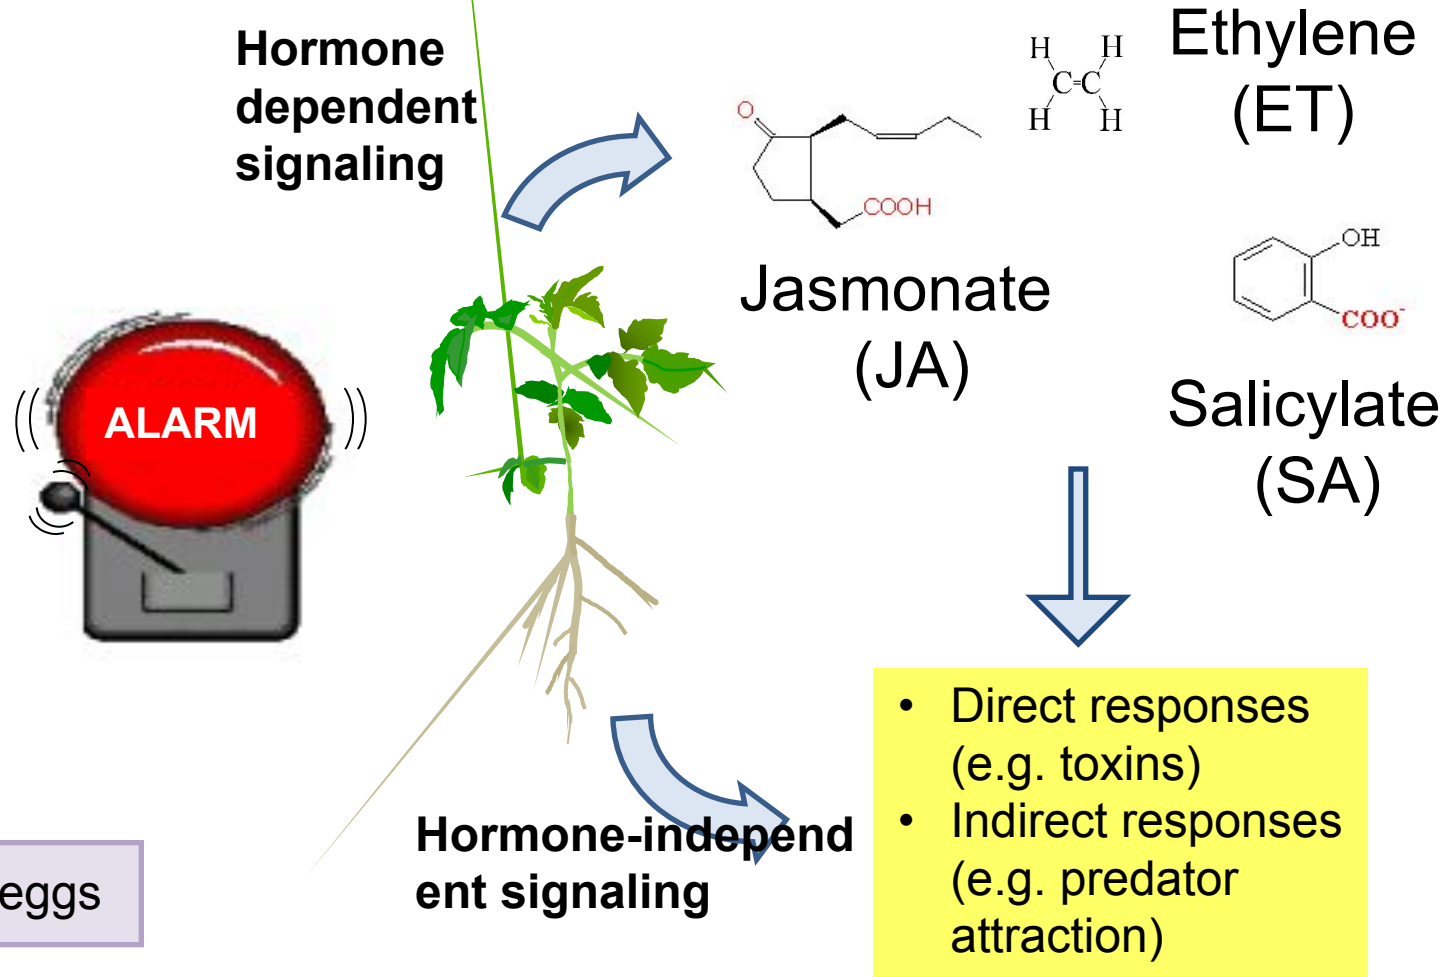 Hormone
dependent
signaling
O
COOH
H H
C=C
H H
Ethylene
(ET)
Jasmonate
(JA)
OH
COO⁻
Salicylate
(SA)
ALARM
Hormone-independ
ent signaling
• Direct responses
(e.g. toxins)
• Indirect responses
(e.g. predator
attraction)
eggs